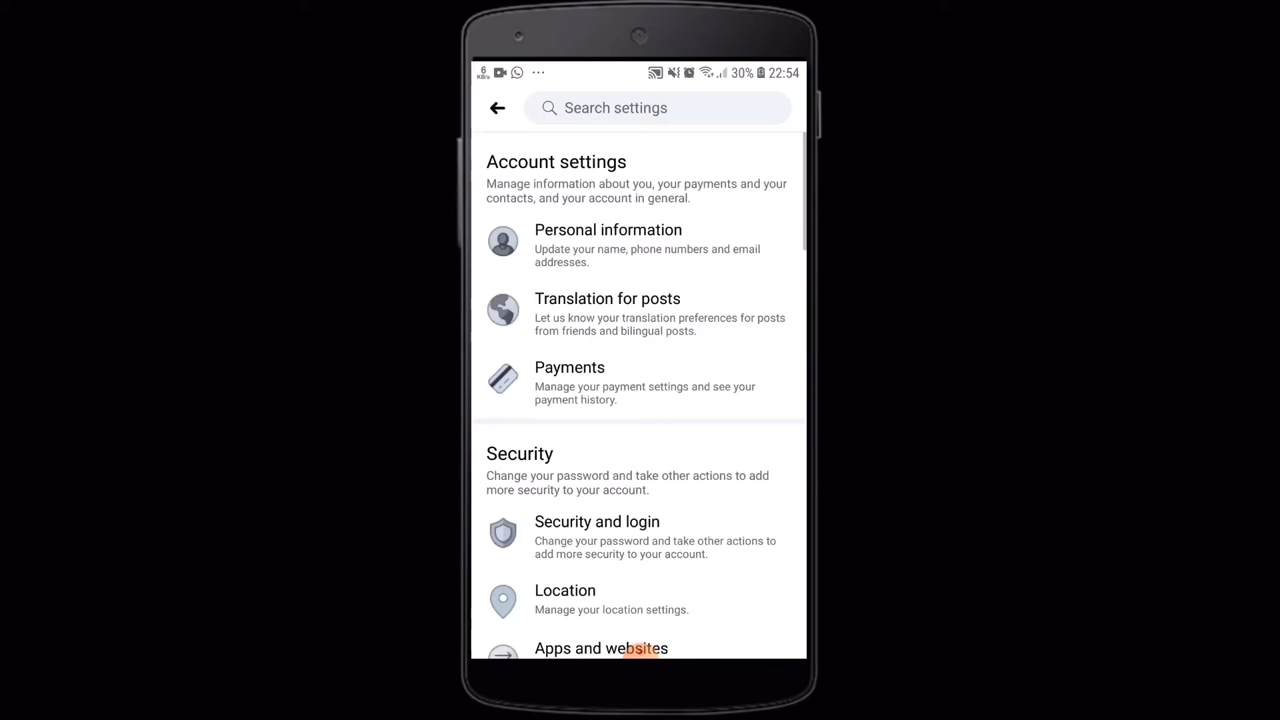 6
KB/s ... 30% 22:54
Search settings
Account settings
Manage information about you, your payments and your
contacts, and your account in general.
Personal information
Update your name, phone numbers and email
addresses.
Translation for posts
Let us know your translation preferences for posts
from friends and bilingual posts.
Payments
Manage your payment settings and see your
payment history.
Security
Change your password and take other actions to add
more security to your account.
Security and login
Change your password and take other actions to
add more security to your account.
Location
Manage your location settings.
Apps and websites